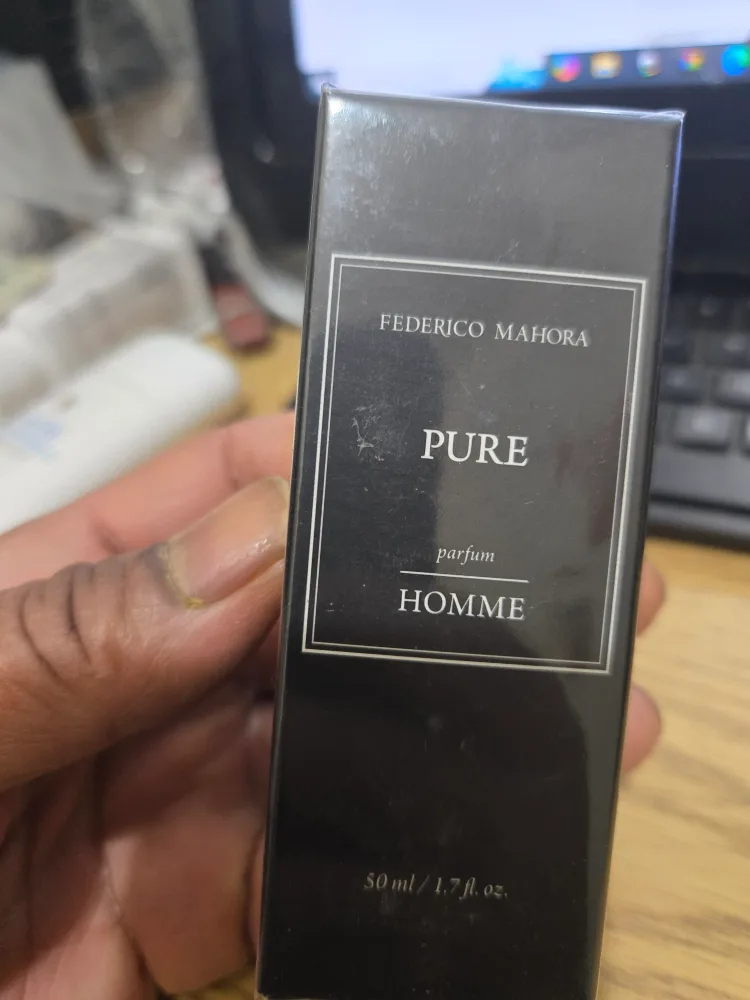 FEDERICO MAHORA
PURE
parfum
HOMME
50 ml / 1.7 fl. oz.